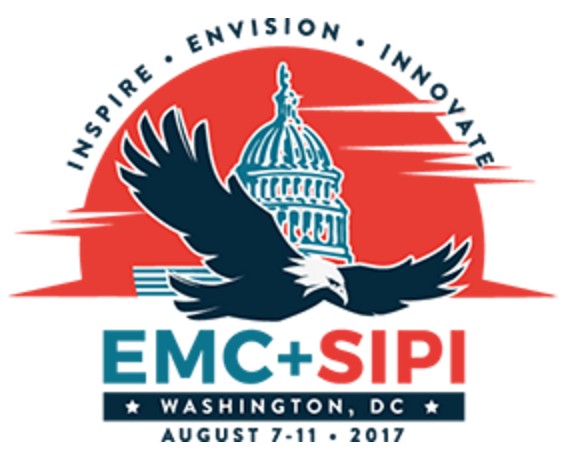 INSPIRE • ENVISION • INNOVATE
EMC+SIPI
★ WASHINGTON, DC ★
AUGUST 7-11 • 2017